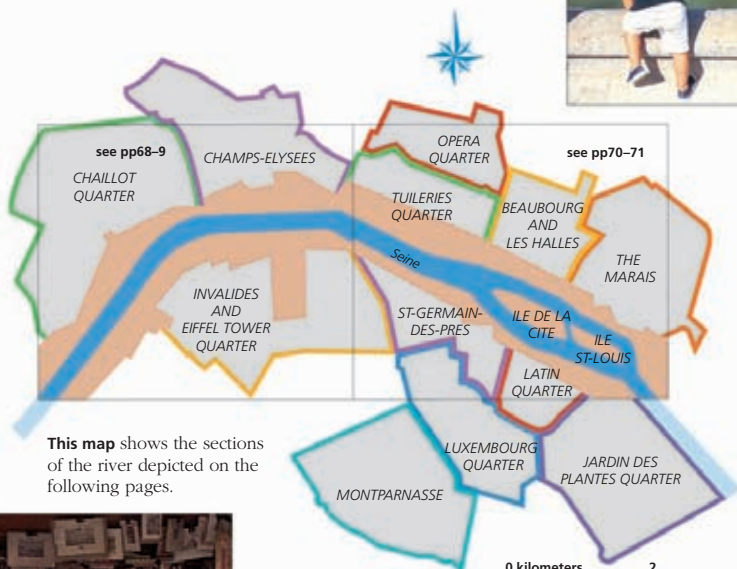 see pp68–9
CHAILLOT
QUARTER
CHAMPS-ELYSEES
OPERA
QUARTER
see pp70–71
TUILERIES
QUARTER
BEAUBOURG
AND
LES HALLES
THE
MARAIS
Seine
INVALIDES
AND
EIFFEL TOWER
QUARTER
ST-GERMAIN-
DES-PRES
ILE DE LA
CITE
ILE
ST-LOUIS
LATIN
QUARTER
LUXEMBOURG
QUARTER
JARDIN DES
PLANTES QUARTER
MONTPARNASSE
This map shows the sections
of the river depicted on the
following pages.
0 kilometers 2